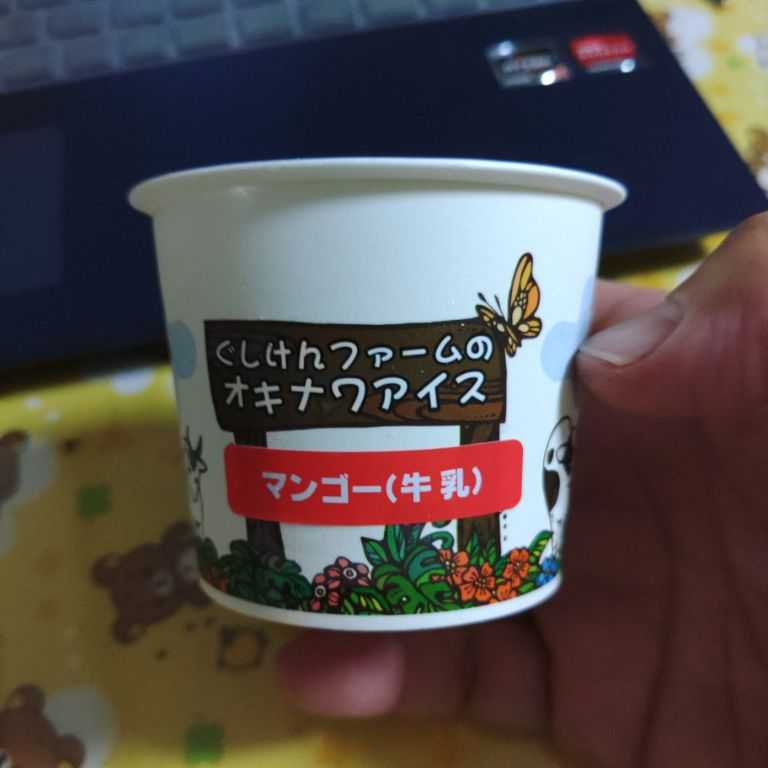 ぐしけんファームの
オキナワアイス
マンゴー(牛乳)